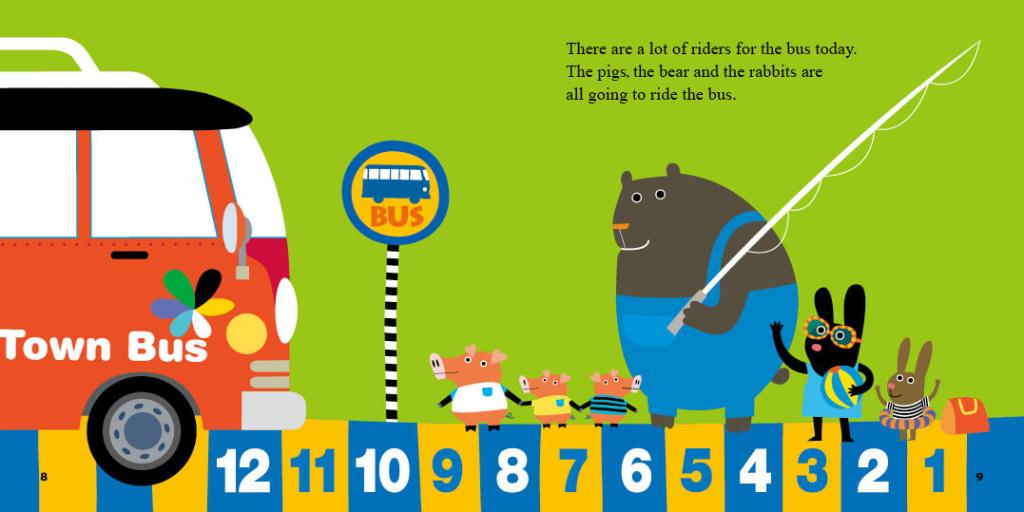 There are a lot of riders for the bus today.
The pigs, the bear and the rabbits are
all going to ride the bus.
BUS
Town Bus
12 11 10 9 8 7 6 5 4 3 2 1
8
9